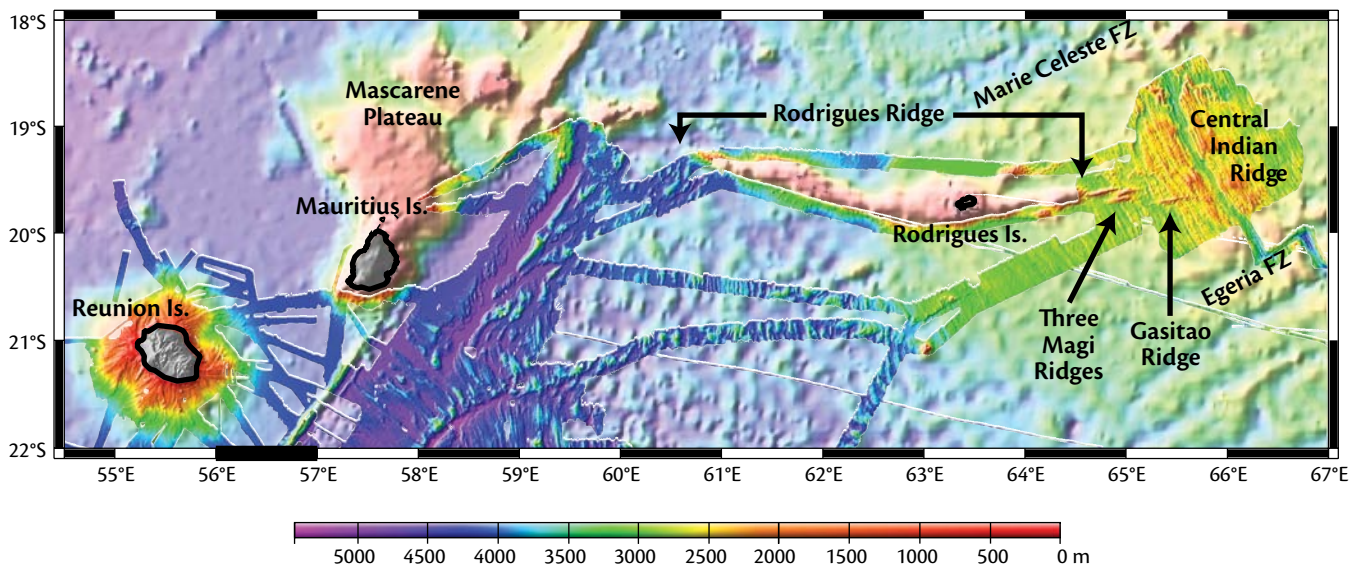 18°S
19°S
20°S
21°S
22°S
Mascarene
Plateau
Marie Celeste FZ
Rodrigues Ridge
Central
Indian
Ridge
Mauritius Is.
Rodrigues Is.
Reunion Is.
Egeria FZ
Three
Magi
Ridges
Gasitao
Ridge
55°E 56°E 57°E 58°E 59°E 60°E 61°E 62°E 63°E 64°E 65°E 66°E 67°E
5000 4500 4000 3500 3000 2500 2000 1500 1000 500 0 m